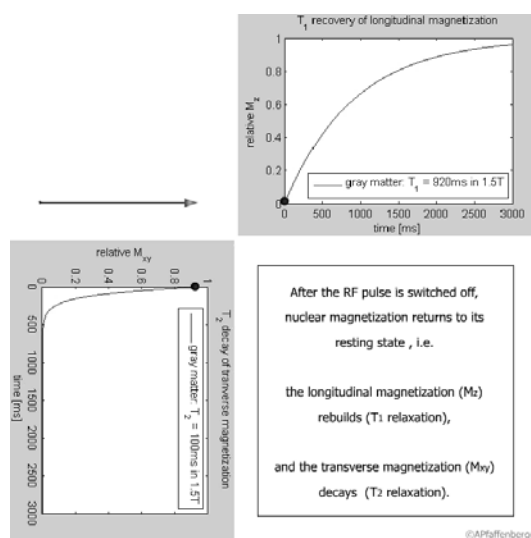 T1 recovery of longitudinal magnetization
relative Mz
1
0.8
0.6
0.4
0.2
0
gray matter: T1 = 920ms in 1.5T
0 500 1000 1500 2000 2500 3000
time [ms]
relative Mxy
0 0.2 0.4 0.6 0.8 1
T2 decay of tranverse magnetization
gray matter: T2 = 100ms in 1.5T
0 500 1000 1500 2000 2500 3000
time [ms]
After the RF pulse is switched off,
nuclear magnetization returns to its
resting state , i.e.
the longitudinal magnetization (Mz)
rebuilds (T1 relaxation),
and the transverse magnetization (Mxy)
decays (T2 relaxation).
©APfaffenberger